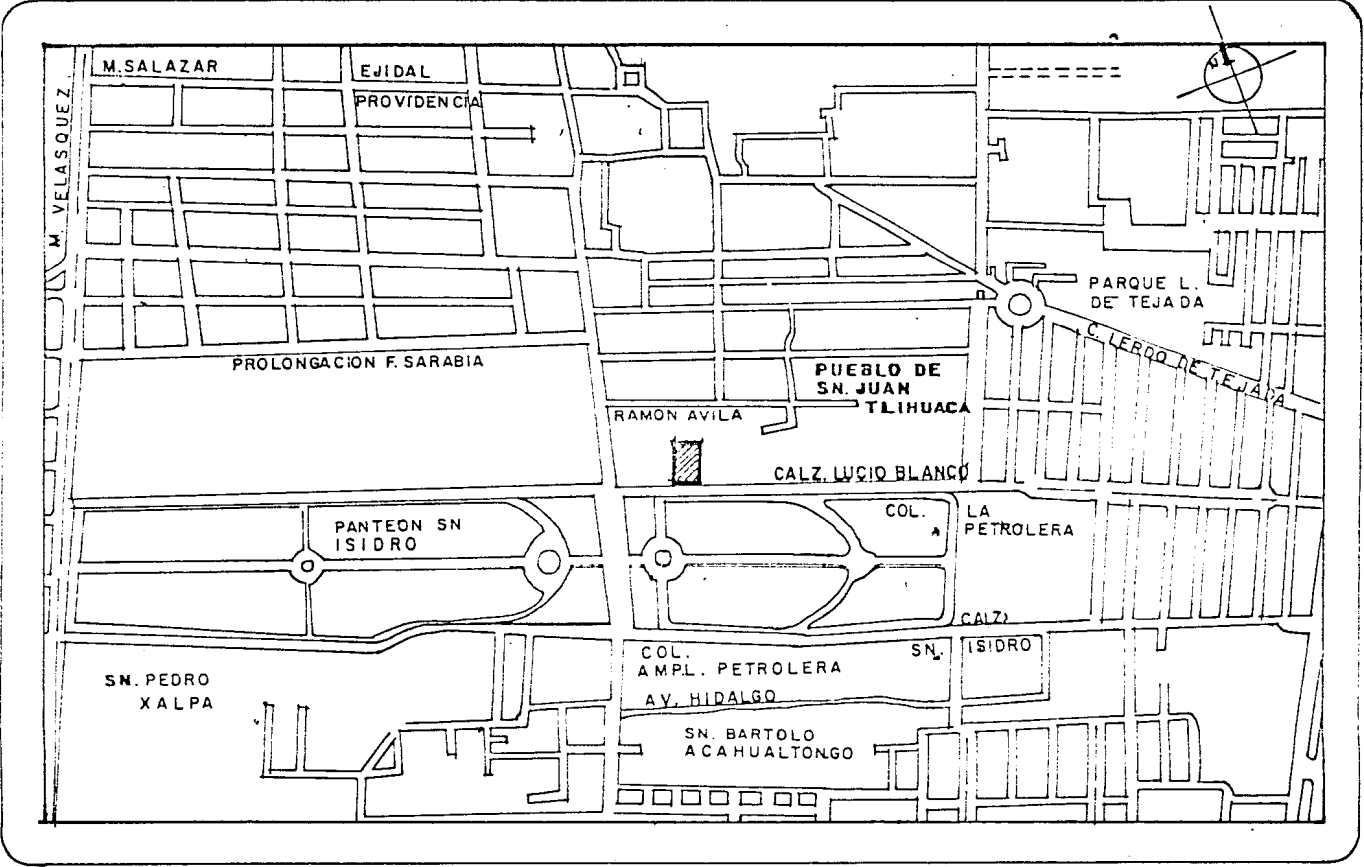 M. SALAZAR
EJIDAL
PROVIDENCIA
M. VELASQUEZ
N
PARQUE L.
DE TEJADA
C. LERDO DE TEJADA
PROLONGACION F. SARABIA
PUEBLO DE
SN. JUAN
TLIHUACA
RAMON AVILA
CALZ. LUCIO BLANCO
PANTEON SN
ISIDRO
COL. LA
PETROLERA
CALZ.
SN. ISIDRO
COL.
AMPL. PETROLERA
AV. HIDALGO
SN. PEDRO
XALPA
SN. BARTOLO
ACAHUALTONGO